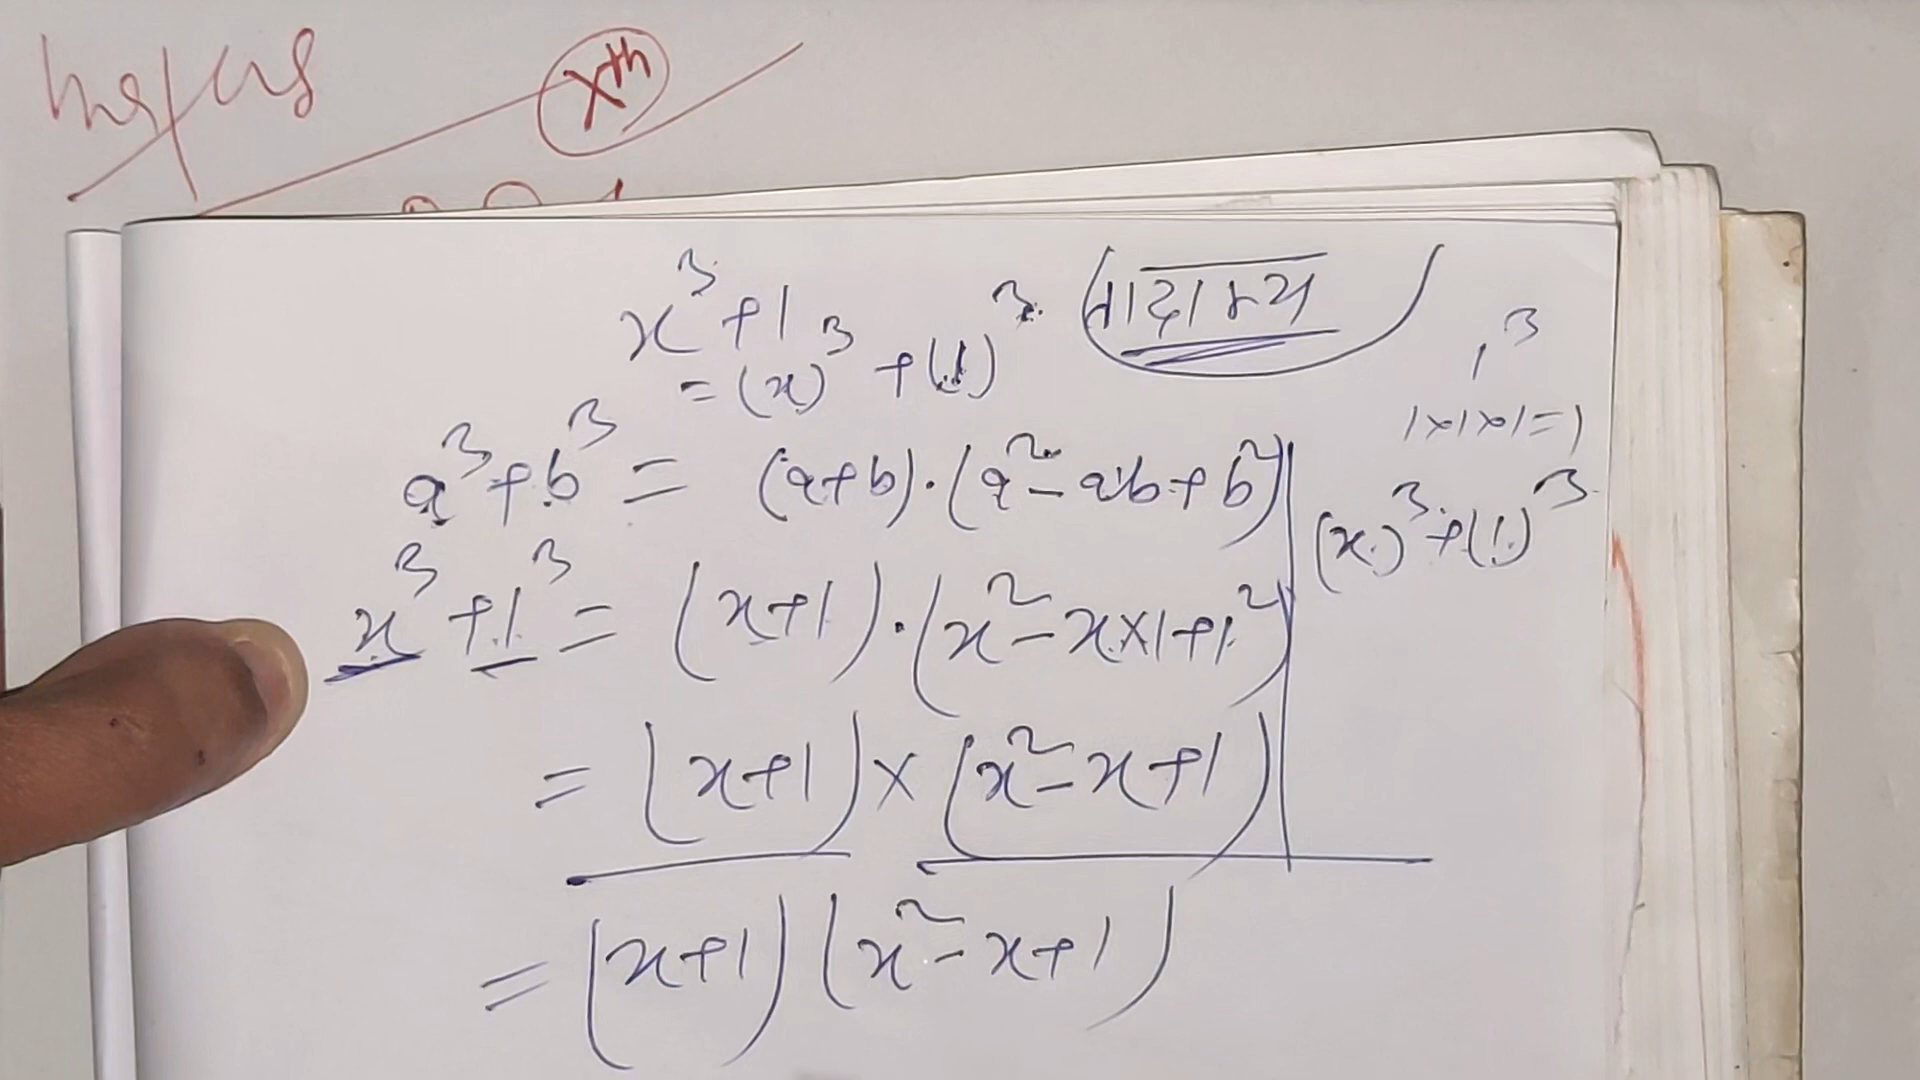 Xth
x³+1
= (x)³ + (1)³
1³
1×1×1=1
a³+b³ = (a+b)·(a²-ab+b²)
(x)³+(1)³
x³+1³ = (x+1)·(x²-x×1+1²)
= (x+1)×(x²-x+1)
= (x+1)(x²-x+1)